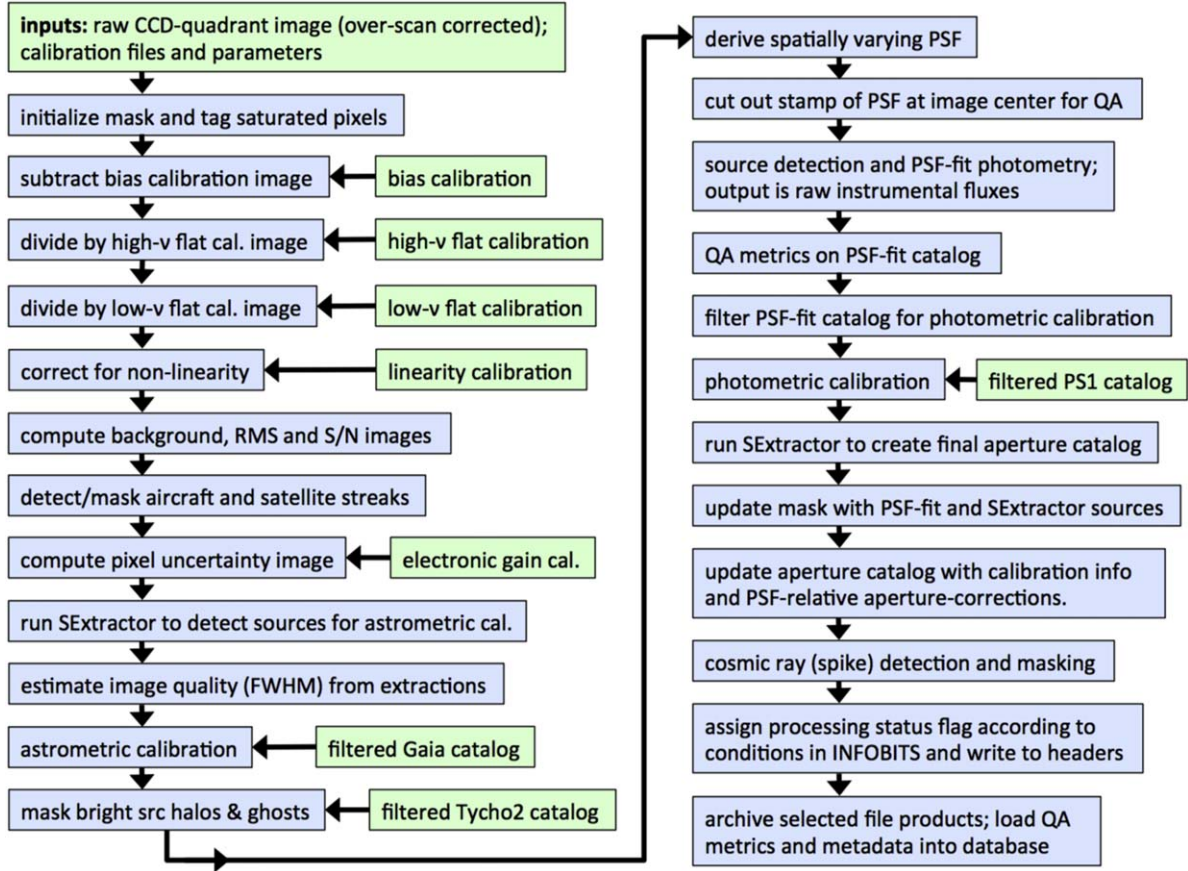 inputs: raw CCD-quadrant image (over-scan corrected);
calibration files and parameters
initialize mask and tag saturated pixels
subtract bias calibration image
bias calibration
divide by high-ν flat cal. image
high-ν flat calibration
divide by low-ν flat cal. image
low-ν flat calibration
correct for non-linearity
linearity calibration
compute background, RMS and S/N images
detect/mask aircraft and satellite streaks
compute pixel uncertainty image
electronic gain cal.
run SExtractor to detect sources for astrometric cal.
estimate image quality (FWHM) from extractions
astrometric calibration
filtered Gaia catalog
mask bright src halos & ghosts
filtered Tycho2 catalog
derive spatially varying PSF
cut out stamp of PSF at image center for QA
source detection and PSF-fit photometry;
output is raw instrumental fluxes
QA metrics on PSF-fit catalog
filter PSF-fit catalog for photometric calibration
photometric calibration
filtered PS1 catalog
run SExtractor to create final aperture catalog
update mask with PSF-fit and SExtractor sources
update aperture catalog with calibration info
and PSF-relative aperture-corrections.
cosmic ray (spike) detection and masking
assign processing status flag according to
conditions in INFOBITS and write to headers
archive selected file products; load QA
metrics and metadata into database